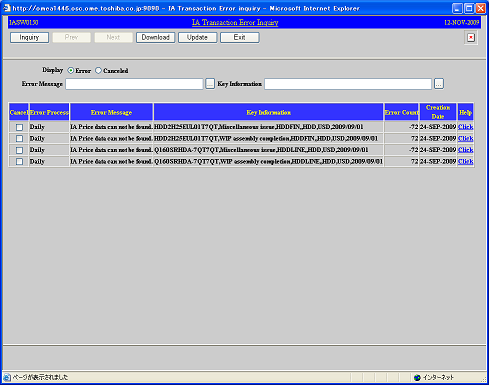 http://omea1446.osc.ome.toshiba.co.jp:9090 - IA Transaction Error inquiry - Microsoft Internet Explorer
IASW0150 IA Transaction Error Inquiry 12-NOV-2009
Inquiry Prev Next Download Update Exit
Display Error Canceled
Error Message ... Key Information ...
Cancel Error Process Error Message Key Information Error Count Creation Date Help
Daily IA Price data can not be found. HDD2H25EUL01T7QT,Miscellaneous issue,HDDFIN,HDD,USD,2009/09/01 -72 24-SEP-2009 Click
Daily IA Price data can not be found. HDD2H25EUL01T7QT,WIP assembly completion,HDDFIN,HDD,USD,2009/09/01 72 24-SEP-2009 Click
Daily IA Price data can not be found. Q160SRHDA-7QT7QT,Miscellaneous issue,HDDLINE,HDD,USD,2009/09/01 -72 24-SEP-2009 Click
Daily IA Price data can not be found. Q160SRHDA-7QT7QT,WIP assembly completion,HDDLINE,HDD,USD,2009/09/01 72 24-SEP-2009 Click
ページが表示されました インターネット